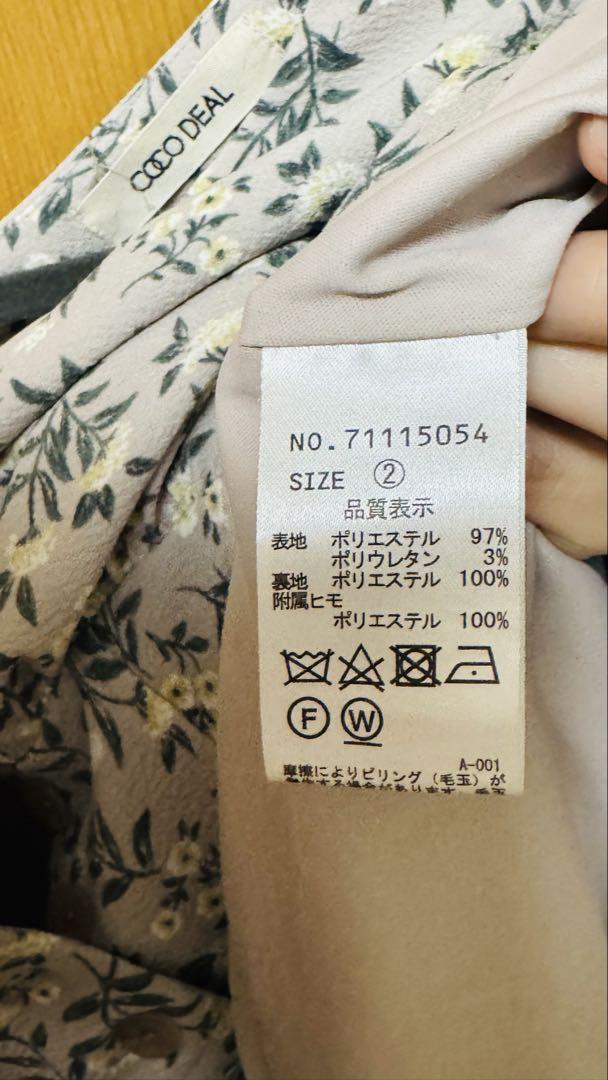 COCO DEAL
NO.71115054
SIZE ②
品質表示
表地 ポリエステル 97%
ポリウレタン 3%
裏地 ポリエステル 100%
附属ヒモ
ポリエステル 100%
F W
A-001
摩擦によりピリング(毛玉)が